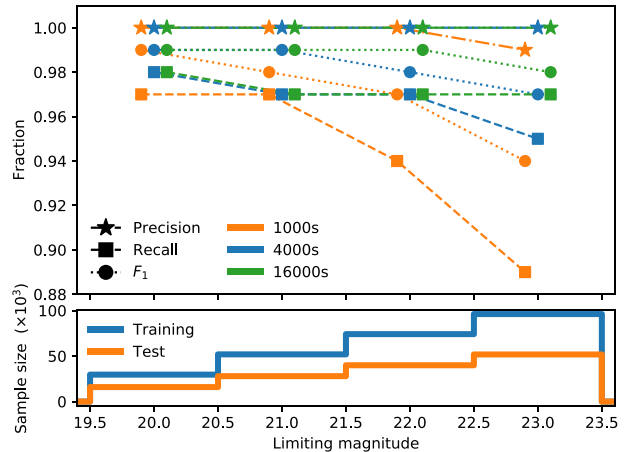 1.00
0.98
0.96
0.94
0.92
0.90
0.88
Fraction
Precision
Recall
F₁
1000s
4000s
16000s
100
50
0
Sample size (×10³)
Training
Test
19.5 20.0 20.5 21.0 21.5 22.0 22.5 23.0 23.5
Limiting magnitude